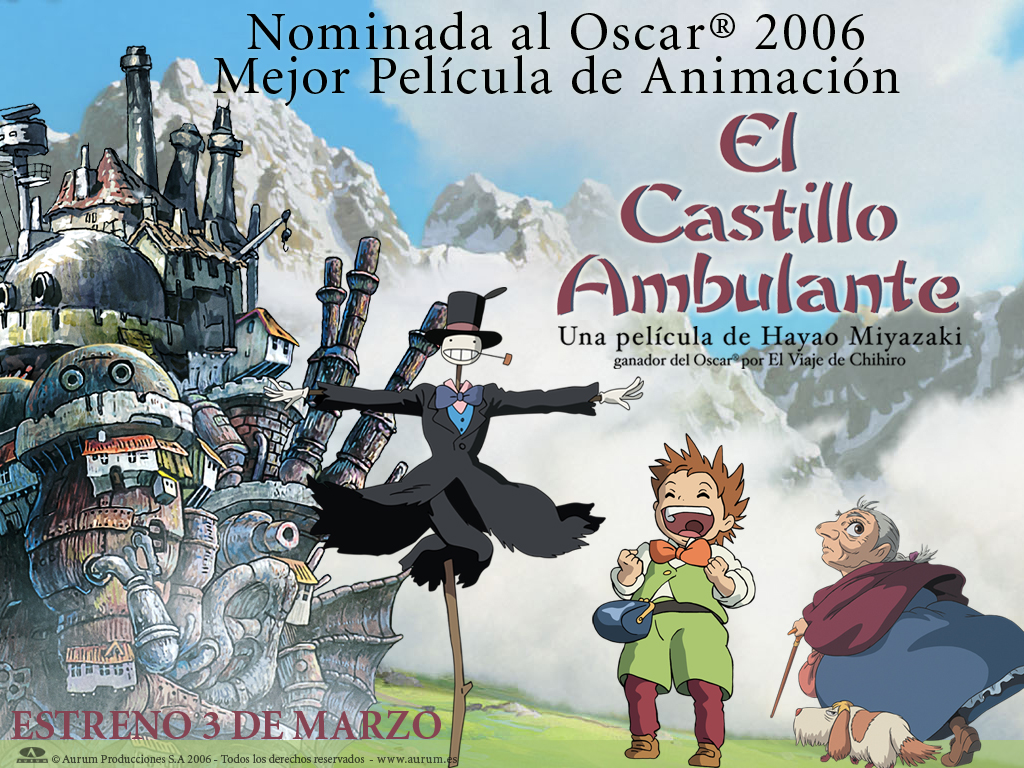 Nominada al Oscar® 2006
Mejor Película de Animación
El
Castillo
Ambulante
Una película de Hayao Miyazaki
ganador del Oscar® por El Viaje de Chihiro
ESTRENO 3 DE MARZO
© Aurum Producciones S.A 2006 - Todos los derechos reservados - www.aurum.es